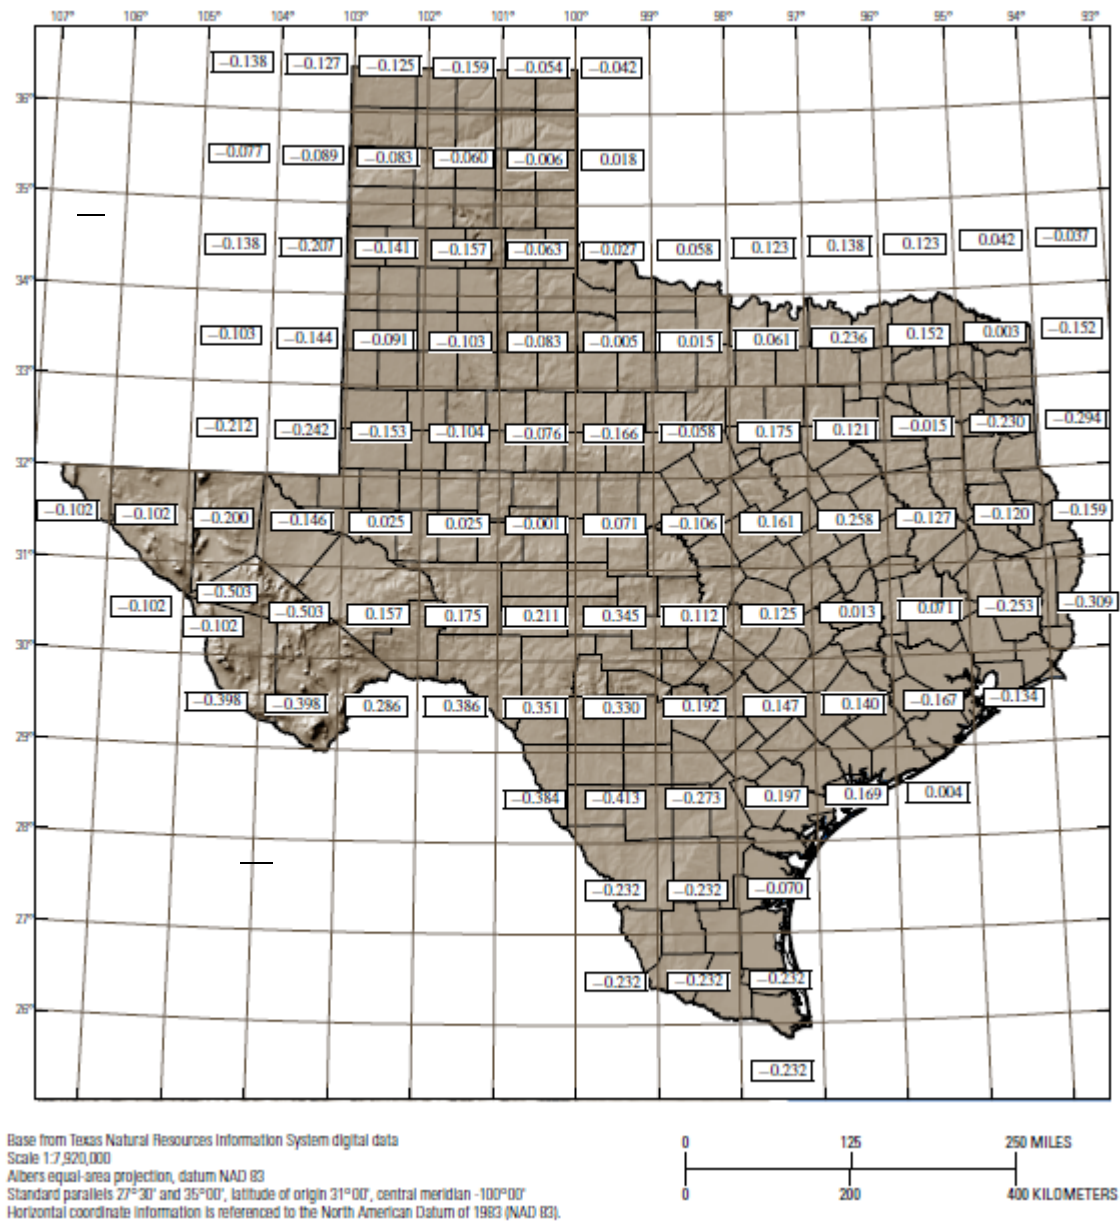 107° 106° 105° 104° 103° 102° 101° 100° 99° 98° 97° 96° 95° 94° 93°
−0.138 −0.127 −0.125 −0.159 −0.054 −0.042
36°
−0.077 −0.089 −0.083 −0.060 −0.006 0.018
35°
−0.138 −0.207 −0.141 −0.157 −0.063 −0.027 0.058 0.123 0.138 0.123 0.042 −0.037
34°
−0.103 −0.144 −0.091 −0.103 −0.083 −0.005 0.015 0.061 0.236 0.152 0.003 −0.152
33°
−0.212 −0.242 −0.153 −0.104 −0.076 −0.166 −0.058 0.175 0.121 −0.015 −0.230 −0.294
32°
−0.102 −0.102 −0.200 −0.146 0.025 0.025 −0.001 0.071 −0.106 0.161 0.258 −0.127 −0.120 −0.159
31°
−0.503
−0.102 −0.503 0.157 0.175 0.211 0.345 0.112 0.125 0.013 0.071 −0.253 −0.309
−0.102
30°
−0.398 −0.398 0.286 0.386 0.351 0.330 0.192 0.147 0.140 −0.167 −0.134
29°
−0.384 −0.413 −0.273 0.197 0.169 0.004
28°
−0.232 −0.232 −0.070
27°
−0.232 −0.232 −0.232
26°
−0.232
Base from Texas Natural Resources Information System digital data
Scale 1:7,920,000
Albers equal-area projection, datum NAD 83
Standard parallels 27°30' and 35°00', latitude of origin 31°00', central meridian -100°00'
Horizontal coordinate information is referenced to the North American Datum of 1983 (NAD 83).
0 125 250 MILES
0 200 400 KILOMETERS